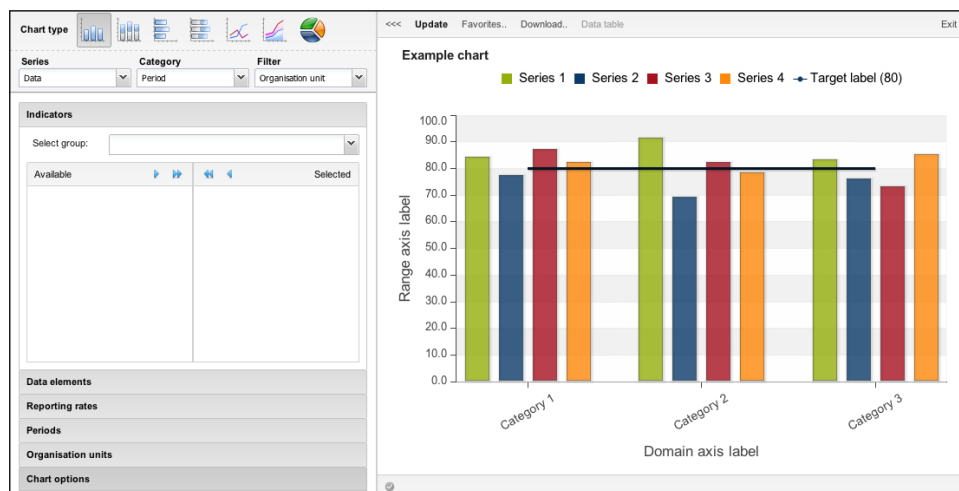 Chart type
<<< Update Favorites.. Download.. Data table Exit
Series Category Filter
Data Period Organisation unit
Indicators
Select group:
Available Selected
Data elements
Reporting rates
Periods
Organisation units
Chart options
Example chart
Series 1 Series 2 Series 3 Series 4 Target label (80)
Range axis label
100.0
90.0
80.0
70.0
60.0
50.0
40.0
30.0
20.0
10.0
0.0
Category 1 Category 2 Category 3
Domain axis label